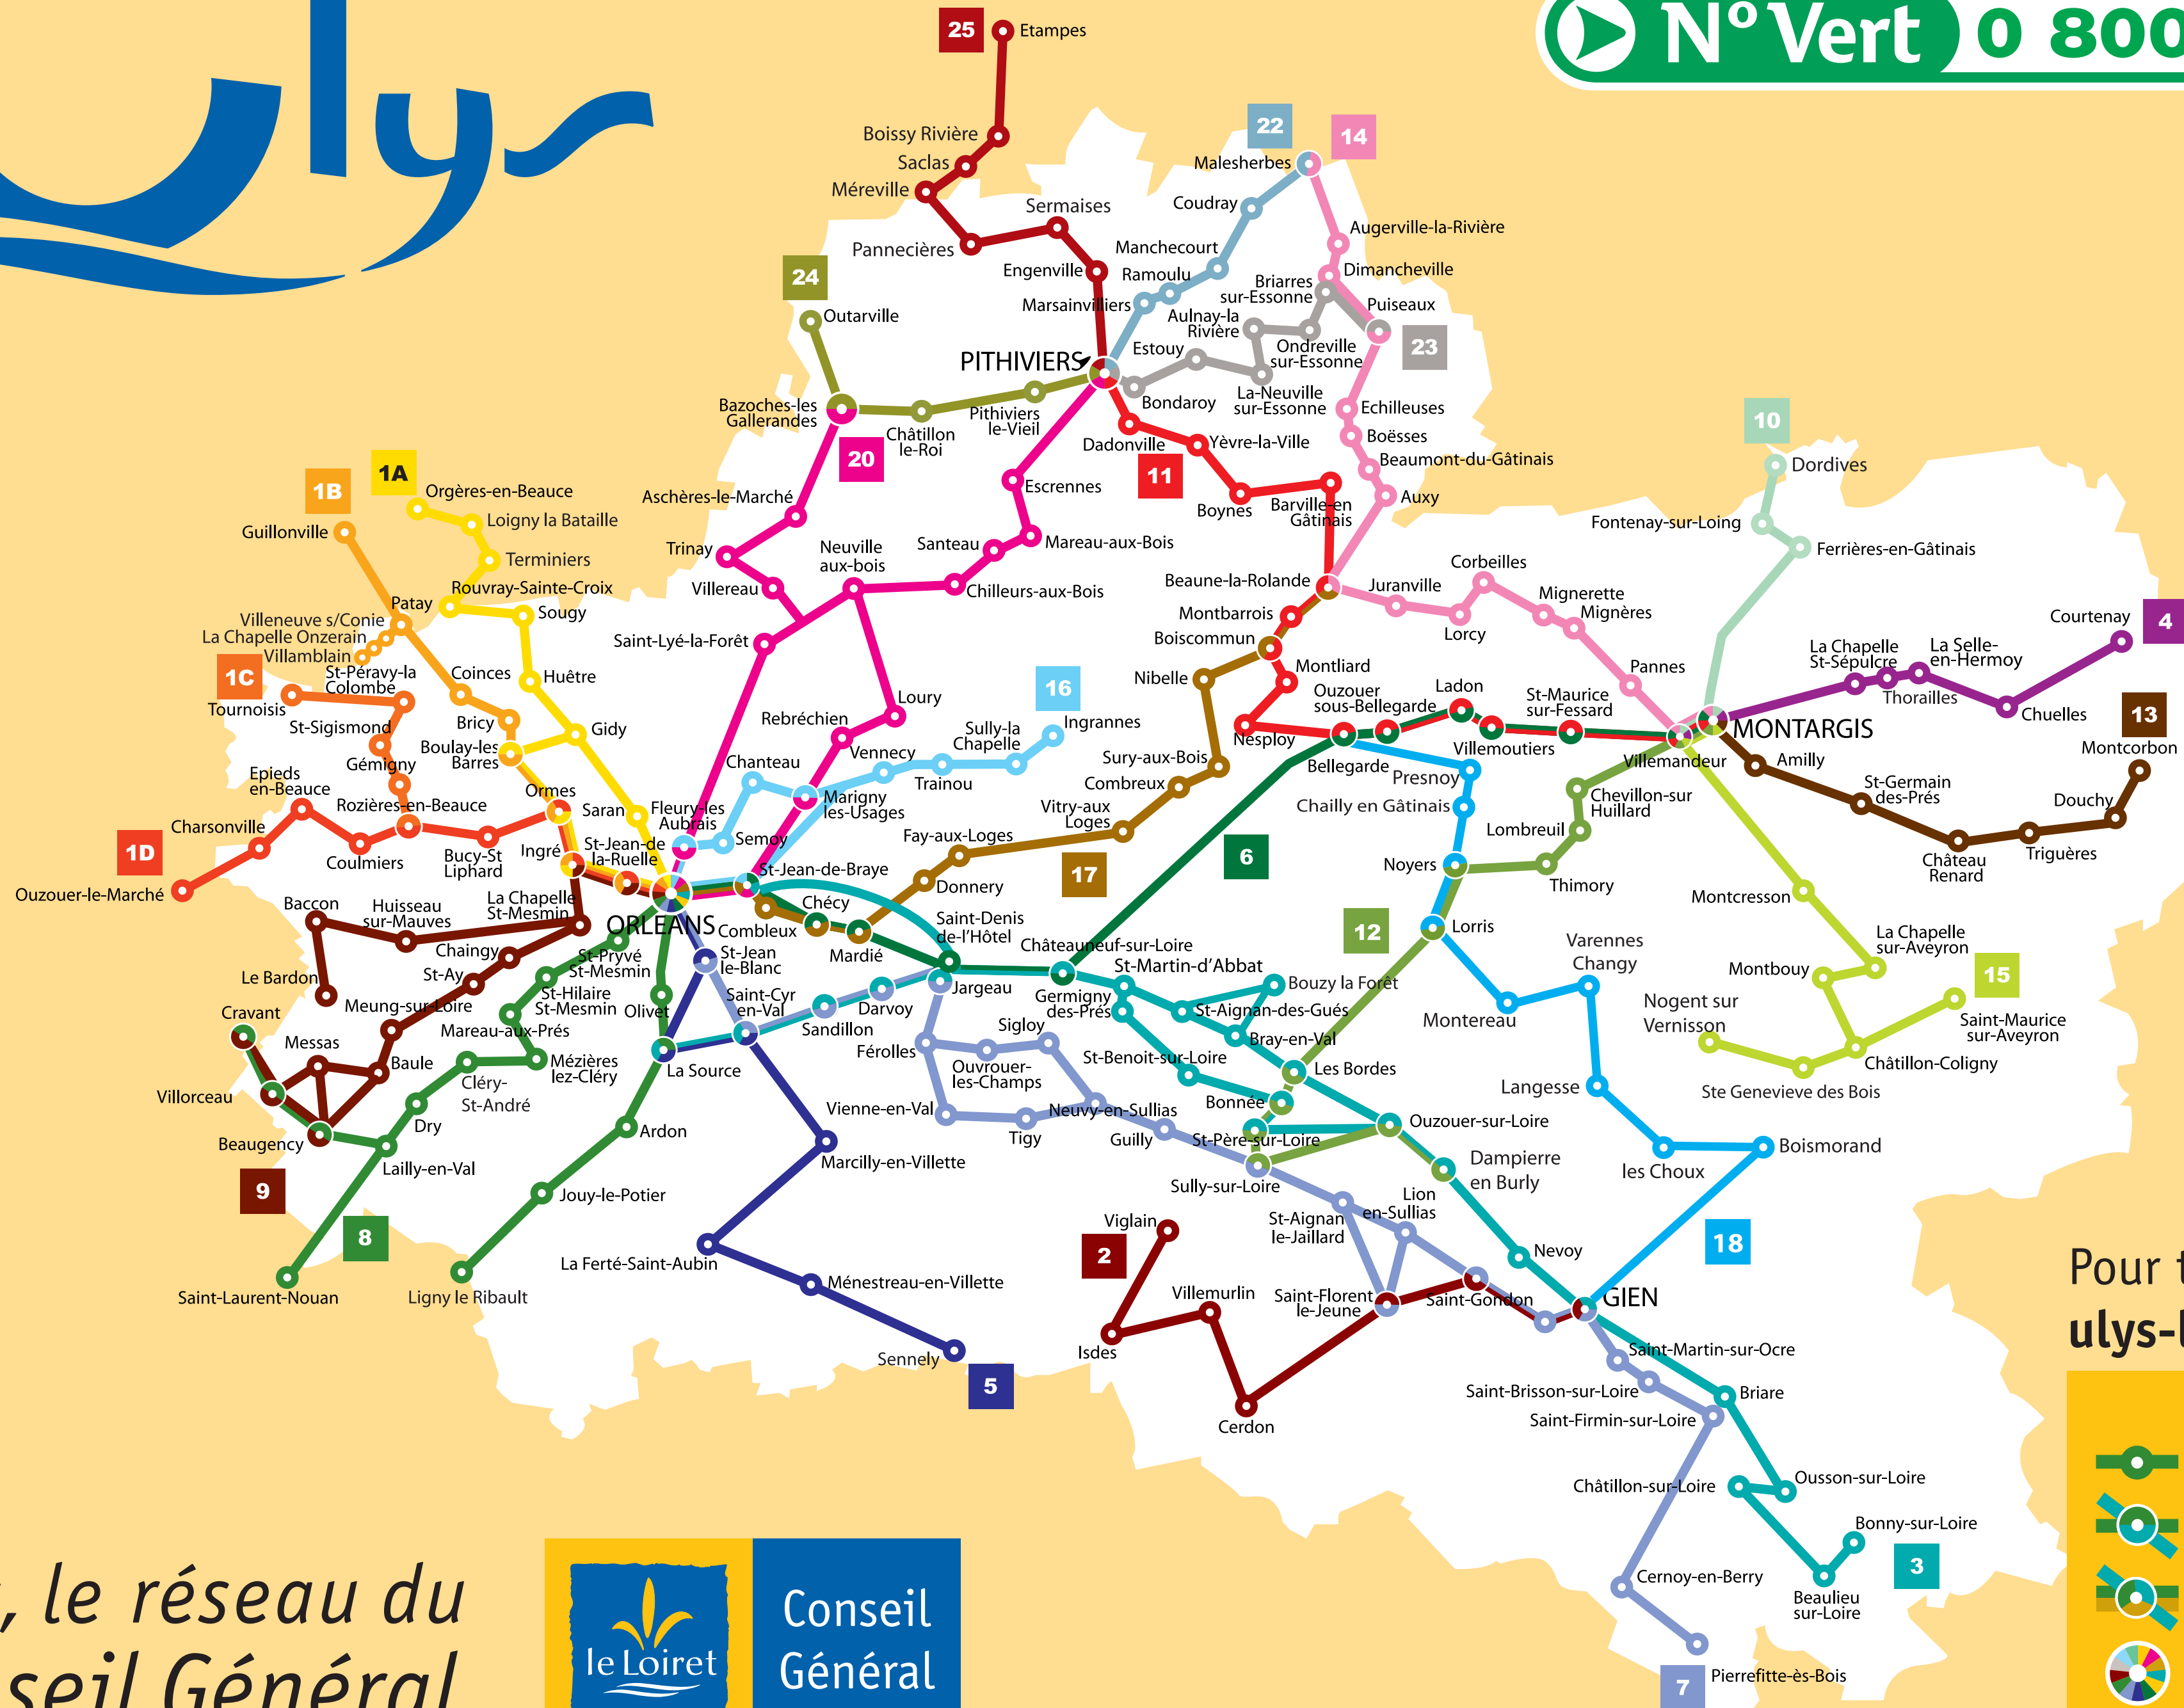 ulys
N° Vert 0 800
25
Etampes
Boissy Rivière
Saclas
Méreville
Sermaises
Pannecières
Engenville
22
14
Malesherbes
Coudray
Manchecourt
Ramoulu
Marsainvilliers
Augerville-la-Rivière
Dimancheville
Briarres
sur-Essonne
Puiseaux
Aulnay-la
Rivière
23
Ondreville
sur-Essonne
Estouy
La-Neuville
sur-Essonne
24
Outarville
PITHIVIERS
Bondaroy
Bazoches-les
Gallerandes
Châtillon
le-Roi
Pithiviers
le-Vieil
20
Dadonville
Yèvre-la-Ville
11
Boynes
Barville-en
Gâtinais
Echilleuses
Boësses
Beaumont-du-Gâtinais
Auxy
10
Dordives
Fontenay-sur-Loing
Ferrières-en-Gâtinais
1A
1B
Orgères-en-Beauce
Loigny la Bataille
Guillonville
Terminiers
Rouvray-Sainte-Croix
Patay
Sougy
Villeneuve s/Conie
La Chapelle Onzerain
Villamblain
1C
Tournoisis
St-Péravy-la
Colombe
Coinces
Huêtre
St-Sigismond
Bricy
Gidy
Boulay-les
Barres
Gémigny
Epieds
en-Beauce
Rozières-en-Beauce
Ormes
Saran
Fleury-les
Aubrais
Charsonville
1D
Coulmiers
Bucy-St
Liphard
Ingré
St-Jean-de
la-Ruelle
Ouzouer-le-Marché
Aschères-le-Marché
Trinay
Villereau
Neuville
aux-bois
Escrennes
Santeau
Mareau-aux-Bois
Chilleurs-aux-Bois
Saint-Lyé-la-Forêt
Loury
Rebréchien
Vennecy
16
Ingrannes
Sully-la
Chapelle
Trainou
Chanteau
Marigny
les-Usages
Semoy
St-Jean-de-Braye
Beaune-la-Rolande
Montbarrois
Boiscommun
Nibelle
Montliard
Juranville
Corbeilles
Lorcy
Mignerette
Mignères
Pannes
Ouzouer
sous-Bellegarde
Ladon
St-Maurice
sur-Fessard
Nesploy
Bellegarde
Villemoutiers
Villemandeur
MONTARGIS
La Chapelle
St-Sépulcre
La Selle-
en-Hermoy
Thorailles
Courtenay
4
Chuelles
13
Montcorbon
Amilly
St-Germain
des-Prés
Douchy
Château
Renard
Triguères
Sury-aux-Bois
Combreux
Vitry-aux
Loges
Fay-aux-Loges
17
Donnery
6
Presnoy
Chailly en Gâtinais
Noyers
Chevillon-sur
Huillard
Lombreuil
Thimory
Lorris
12
Montcresson
La Chapelle
sur-Aveyron
Montbouy
15
Saint-Maurice
sur-Aveyron
Nogent sur
Vernisson
Châtillon-Coligny
Ste Genevieve des Bois
Varennes
Changy
Montereau
Langesse
les Choux
Boismorand
18
ORLEANS
Combleux
Chécy
Mardié
Saint-Denis
de-l'Hôtel
Châteauneuf-sur-Loire
St-Martin-d'Abbat
Bouzy la Forêt
Germigny
des-Prés
St-Aignan-des-Gués
Bray-en-Val
St-Benoit-sur-Loire
Les Bordes
Bonnée
Ouzouer-sur-Loire
St-Père-sur-Loire
Sully-sur-Loire
Dampierre
en Burly
Baccon
Huisseau
sur-Mauves
La Chapelle
St-Mesmin
Chaingy
St-Ay
Le Bardon
Meung-sur-Loire
Cravant
Messas
Baule
Villorceau
Beaugency
9
8
St-Pryvé
St-Mesmin
St-Hilaire
St-Mesmin
Mareau-aux-Prés
Olivet
Mézières
lez-Cléry
Cléry-
St-André
Dry
Lailly-en-Val
Saint-Laurent-Nouan
Ligny le Ribault
Jouy-le-Potier
Ardon
La Source
St-Jean
le-Blanc
Saint-Cyr
en-Val
Sandillon
Darvoy
Jargeau
Férolles
Sigloy
Ouvrouer-
les-Champs
Vienne-en-Val
Tigy
Neuvy-en-Sullias
Guilly
Marcilly-en-Villette
La Ferté-Saint-Aubin
Ménestreau-en-Villette
Sennely
5
2
Viglain
Isdes
Villemurlin
Cerdon
St-Aignan
le-Jaillard
Lion
en-Sullias
Saint-Florent
le-Jeune
Saint-Gondon
Nevoy
GIEN
Saint-Martin-sur-Ocre
Saint-Brisson-sur-Loire
Saint-Firmin-sur-Loire
Briare
Châtillon-sur-Loire
Ousson-sur-Loire
Bonny-sur-Loire
Beaulieu
sur-Loire
3
Cernoy-en-Berry
Pierrefitte-ès-Bois
7
Pour t
ulys-l
, le réseau du
seil Général
le Loiret
Conseil
Général